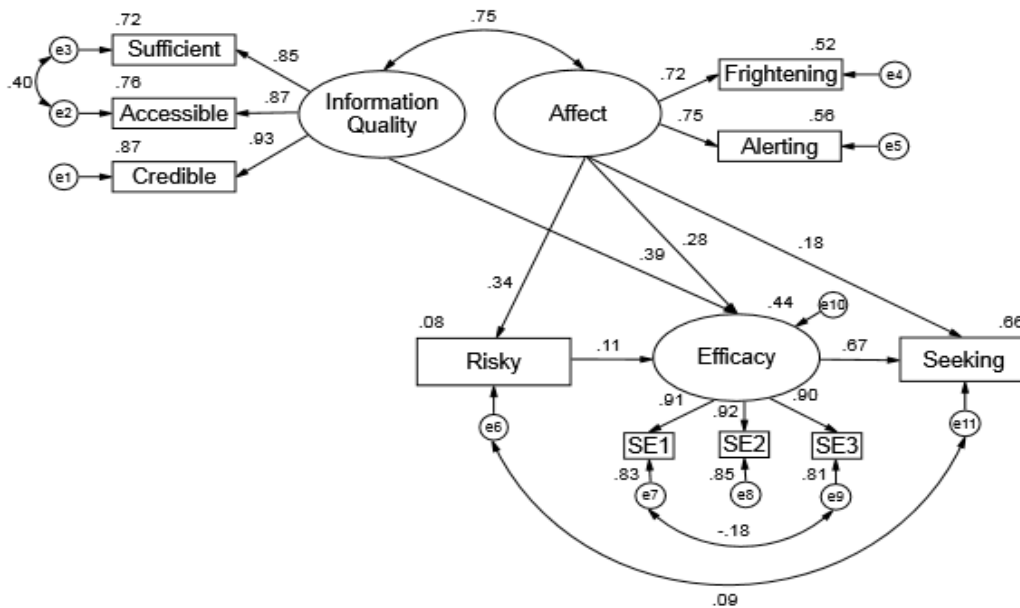 .75
.72
e3
Sufficient
.85
.40
.76
e2
Accessible
.87
.87
e1
Credible
.93
Information
Quality
Affect
.72
.52
Frightening
e4
.75
.56
Alerting
e5
.34
.39
.28
.18
.08
Risky
.11
.44
e10
Efficacy
.67
.66
Seeking
e6
.91
.92
.90
e11
SE1
SE2
SE3
.83
e7
.85
e8
.81
e9
-.18
.09